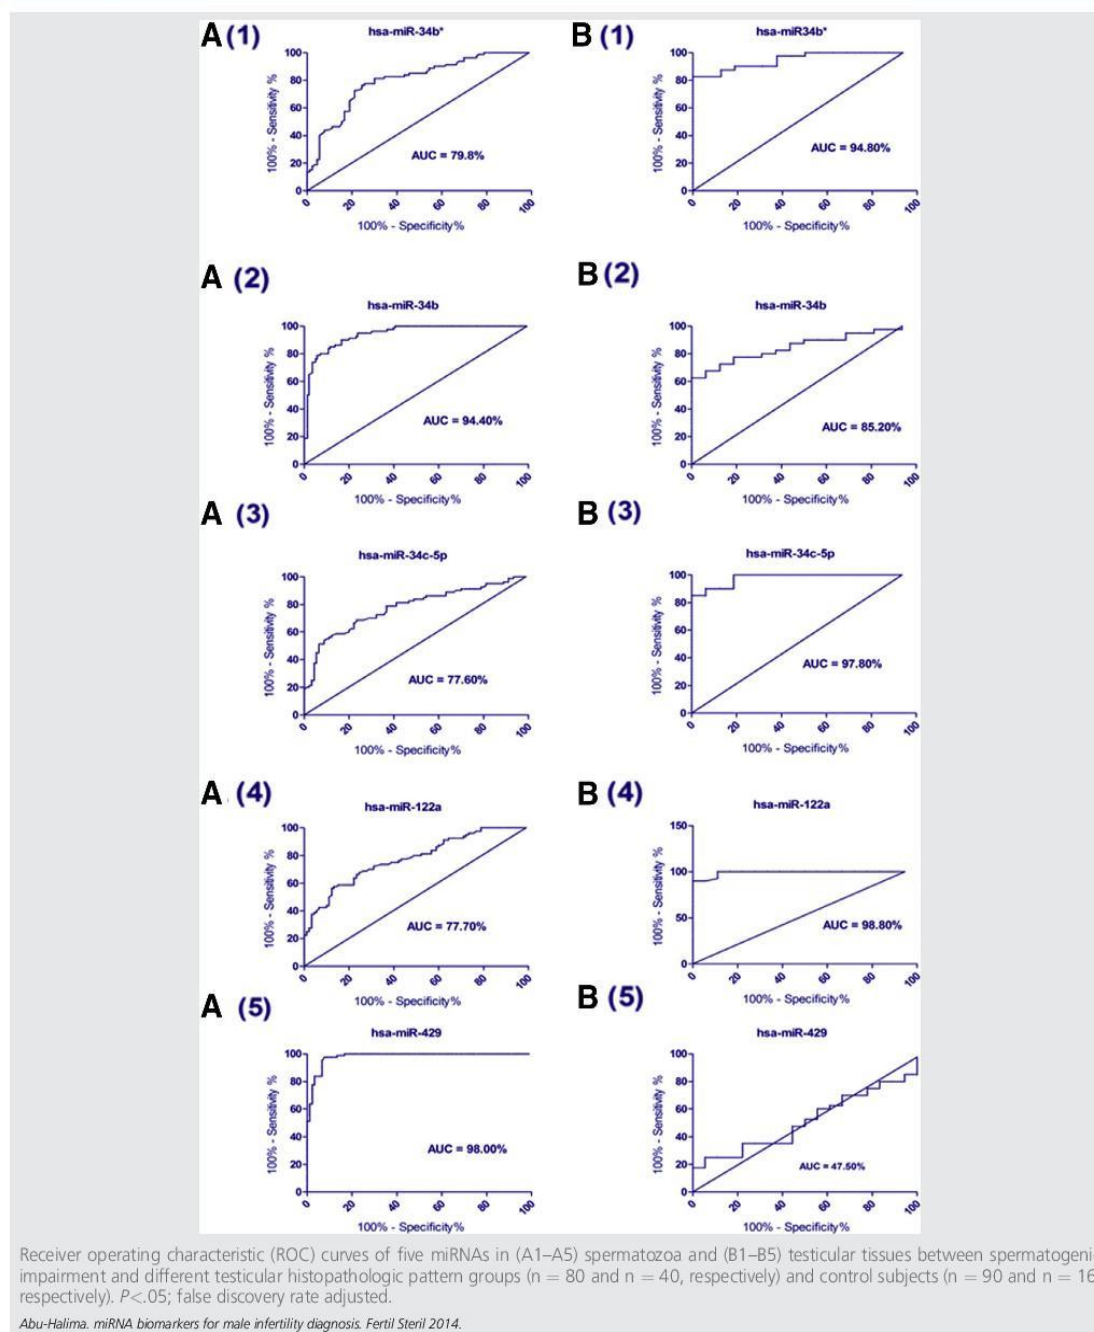 A (1)
hsa-miR-34b*
100
80
60
40
20
0
100% - Sensitivity %
AUC = 79.8%
0 20 40 60 80 100
100% - Specificity%
B (1)
hsa-miR34b*
100
80
60
40
20
0
100% - Sensitivity %
AUC = 94.80%
0 20 40 60 80 100
100% - Specificity%
A (2)
hsa-miR-34b
100
80
60
40
20
0
100% - Sensitivity %
AUC = 94.40%
0 20 40 60 80 100
100% - Specificity%
B (2)
hsa-miR-34b
100
80
60
40
20
0
100% - Sensitivity %
AUC = 85.20%
0 20 40 60 80 100
100% - Specificity%
A (3)
hsa-miR-34c-5p
100
80
60
40
20
0
100% - Sensitivity %
AUC = 77.60%
0 20 40 60 80 100
100% - Specificity%
B (3)
hsa-miR-34c-5p
100
80
60
40
20
0
100% - Sensitivity %
AUC = 97.80%
0 20 40 60 80 100
100% - Specificity%
A (4)
hsa-miR-122a
100
80
60
40
20
0
100% - Sensitivity %
AUC = 77.70%
0 20 40 60 80 100
100% - Specificity%
B (4)
hsa-miR-122a
150
100
50
0
100% - Sensitivity %
AUC = 98.80%
0 20 40 60 80 100
100% - Specificity%
A (5)
hsa-miR-429
100
80
60
40
20
0
100% - Sensitivity %
AUC = 98.00%
0 20 40 60 80 100
100% - Specificity%
B (5)
hsa-miR-429
100
80
60
40
20
0
100% - Sensitivity %
AUC = 47.50%
0 20 40 60 80 100
100% - Specificity%
Receiver operating characteristic (ROC) curves of five miRNAs in (A1–A5) spermatozoa and (B1–B5) testicular tissues between spermatogeni
impairment and different testicular histopathologic pattern groups (n = 80 and n = 40, respectively) and control subjects (n = 90 and n = 16
respectively). P<.05; false discovery rate adjusted.
Abu-Halima. miRNA biomarkers for male infertility diagnosis. Fertil Steril 2014.